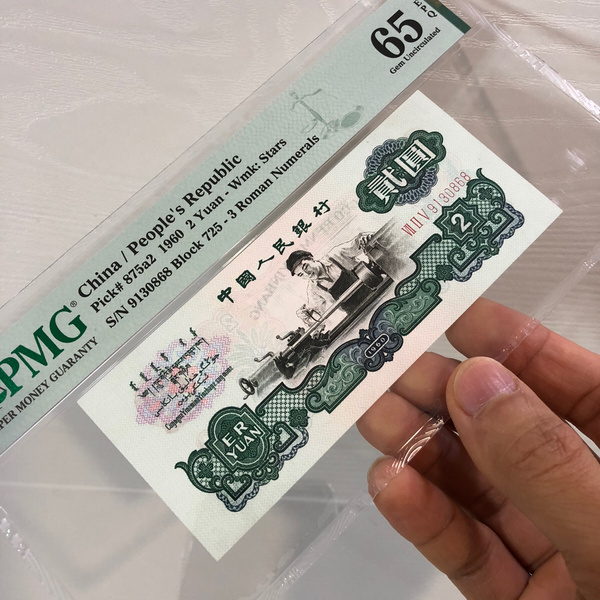 65 EPQ
Gem Uncirculated
China / People's Republic
Pick# 875a2 1960 2 Yuan - Wmk: Stars
S/N 9130868 Block 725 - 3 Roman Numerals
PMG®
PER MONEY GUARANTY
中國人民銀行
貳圓
VII II V 9130868
2
1960
ER
YUAN
2